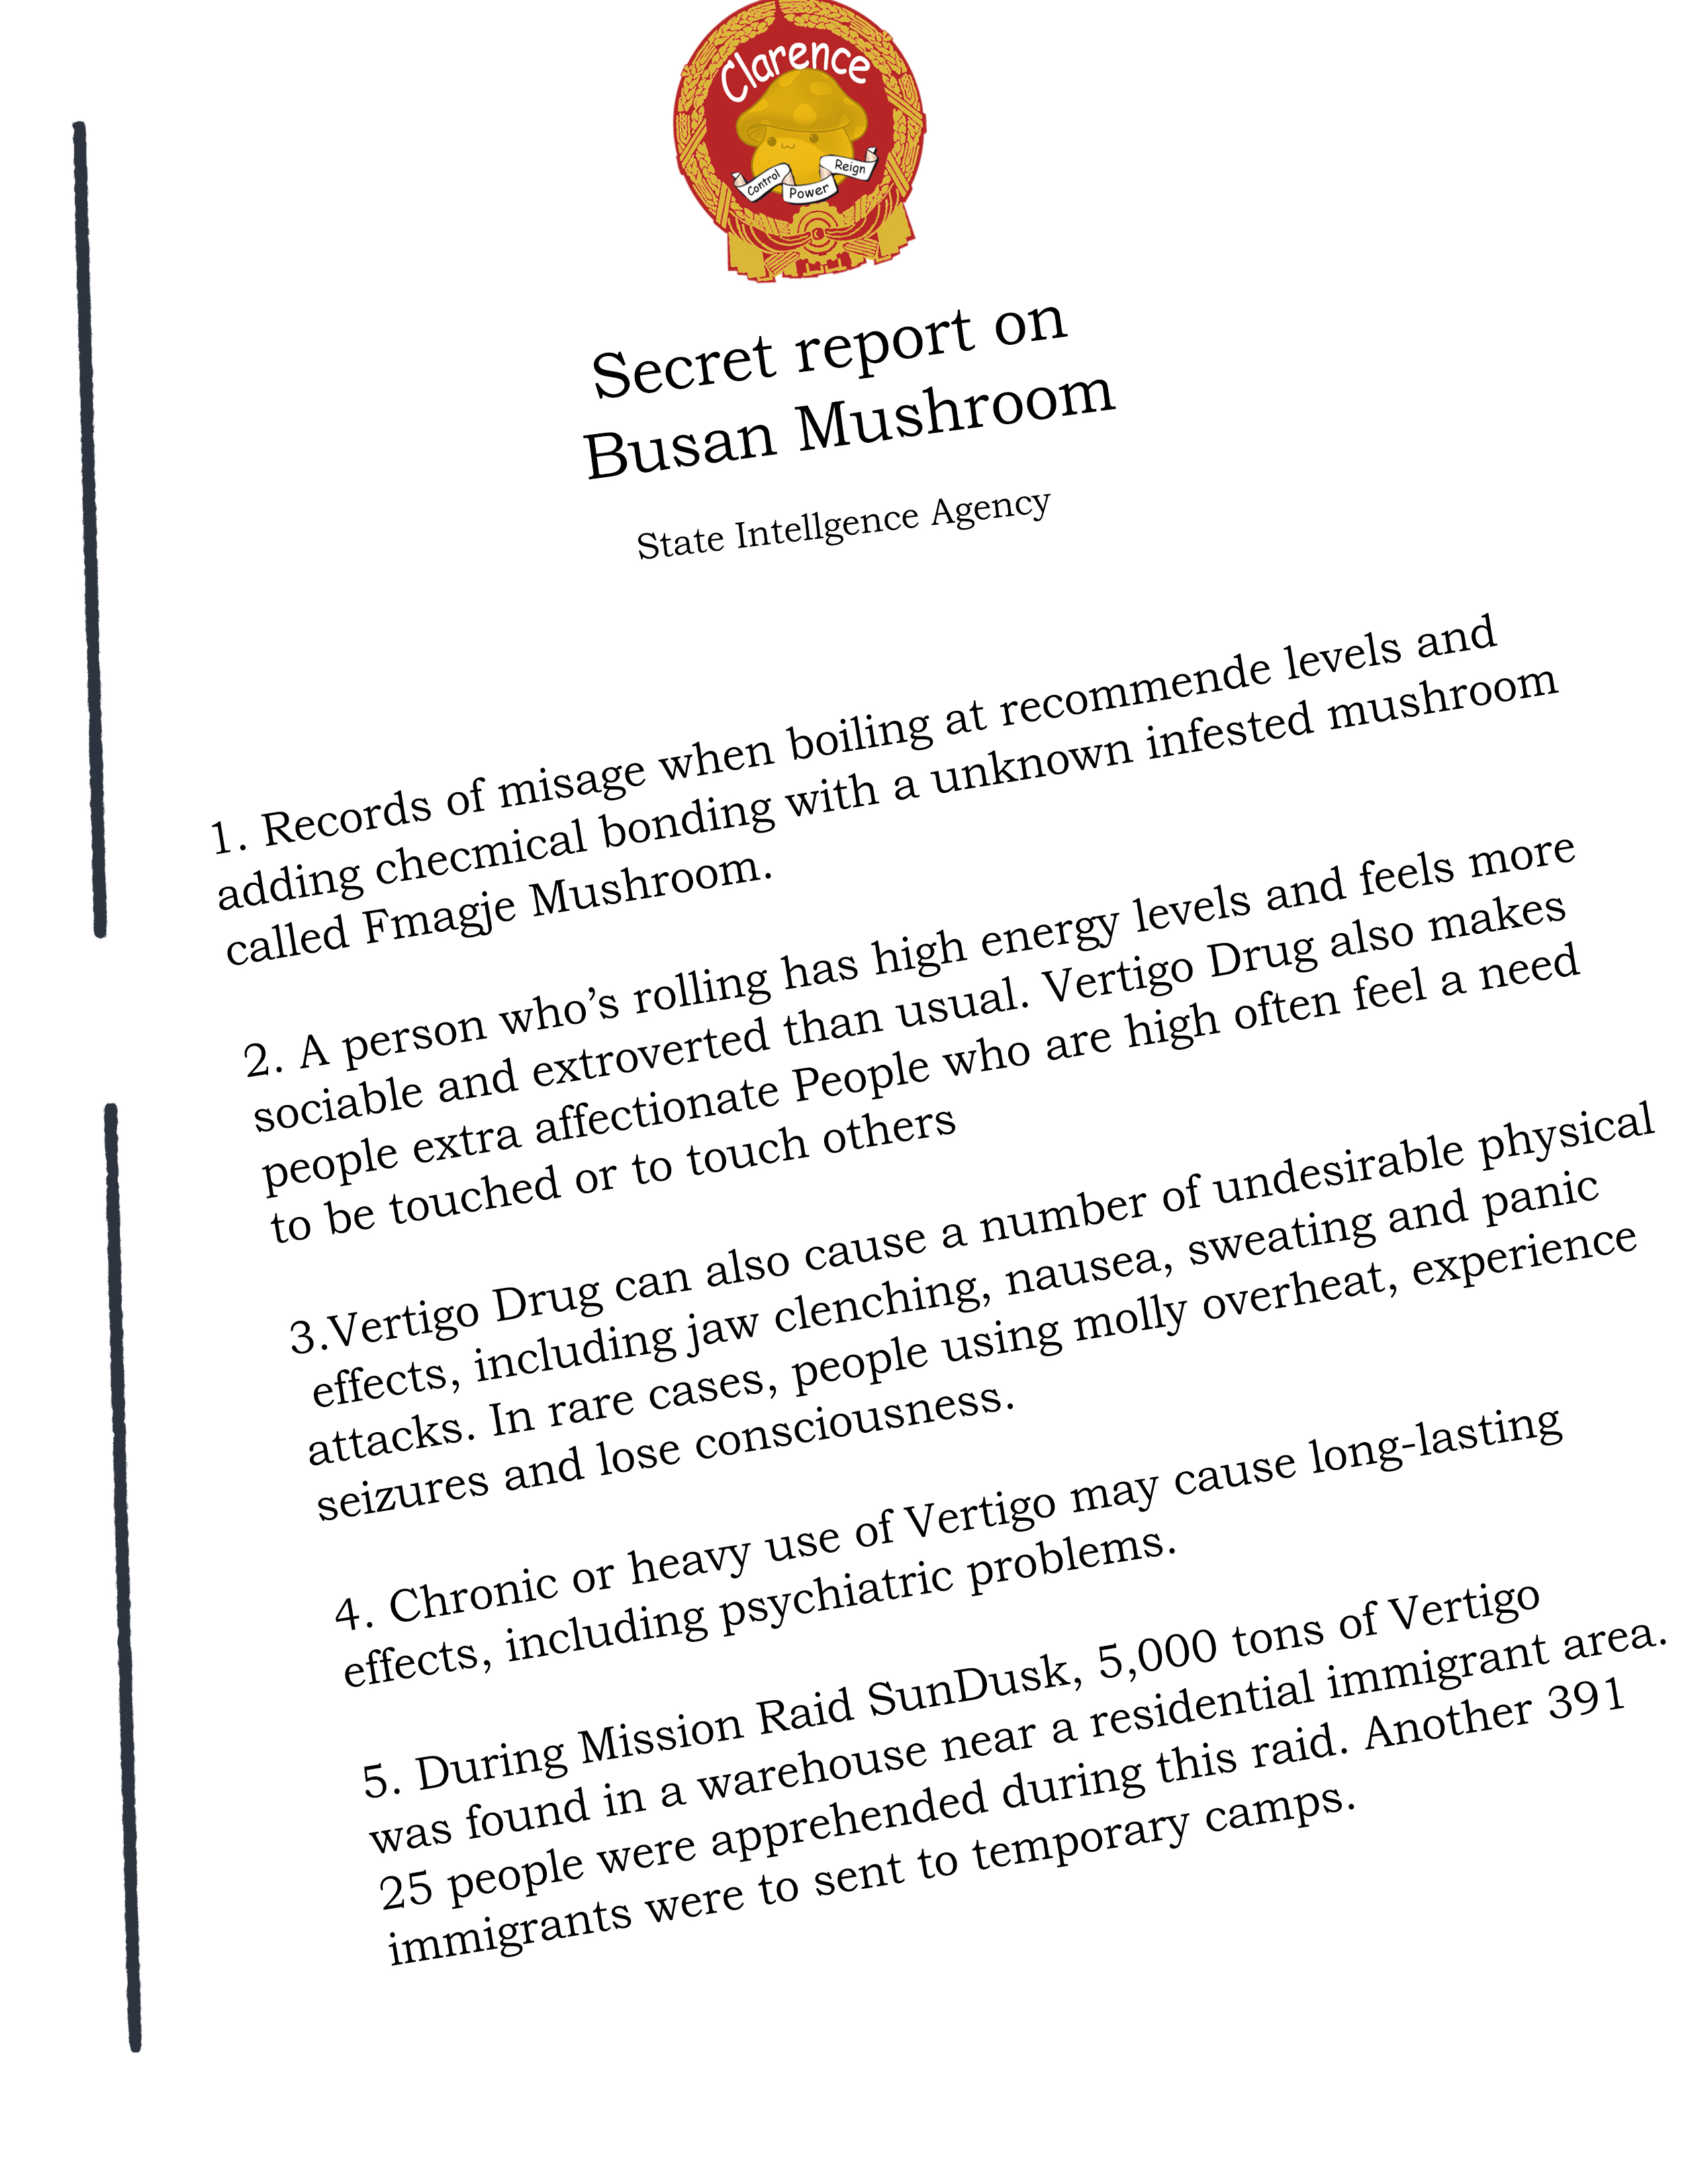 Clarence
Control
Power
Reign
Secret report on
Busan Mushroom
State Intellgence Agency
1. Records of misage when boiling at recommende levels and
adding checmical bonding with a unknown infested mushroom
called Fmagje Mushroom.
2. A person who’s rolling has high energy levels and feels more
sociable and extroverted than usual. Vertigo Drug also makes
people extra affectionate People who are high often feel a need
to be touched or to touch others
3.Vertigo Drug can also cause a number of undesirable physical
effects, including jaw clenching, nausea, sweating and panic
attacks. In rare cases, people using molly overheat, experience
seizures and lose consciousness.
4. Chronic or heavy use of Vertigo may cause long-lasting
effects, including psychiatric problems.
5. During Mission Raid SunDusk, 5,000 tons of Vertigo
was found in a warehouse near a residential immigrant area.
25 people were apprehended during this raid. Another 391
immigrants were to sent to temporary camps.